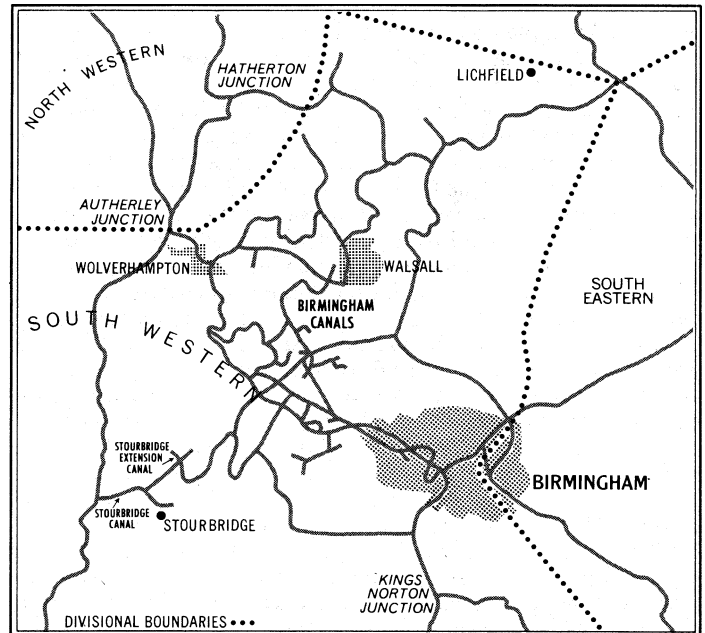 NORTH WESTERN
HATHERTON
JUNCTION
LICHFIELD
AUTHERLEY
JUNCTION
WOLVERHAMPTON
WALSALL
SOUTH
EASTERN
BIRMINGHAM
CANALS
SOUTH WESTERN
STOURBRIDGE
EXTENSION
CANAL
STOURBRIDGE
CANAL
STOURBRIDGE
BIRMINGHAM
KINGS
NORTON
JUNCTION
DIVISIONAL BOUNDARIES